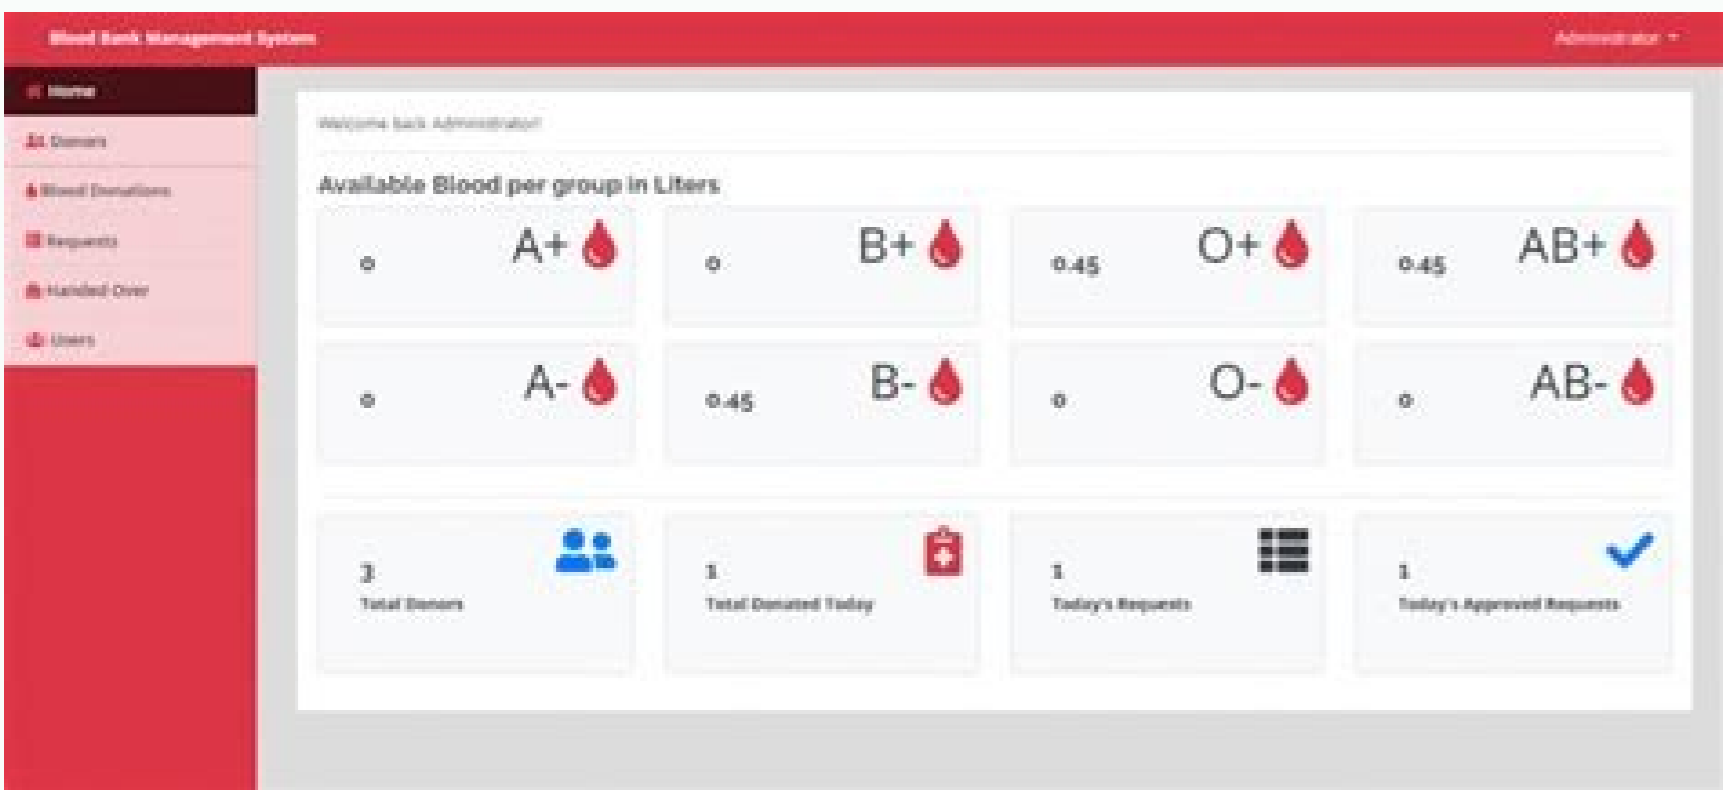 Blood Bank Management System
Administrator
Home
Donors
Blood Donations
Requests
Handed Over
Users
Welcome back Administrator!
Available Blood per group in Liters
0 A+
0 B+
0.45 O+
0.45 AB+
0 A-
0.45 B-
0 O-
0 AB-
3
Total Donors
1
Total Donated Today
1
Today's Requests
1
Today's Approved Requests